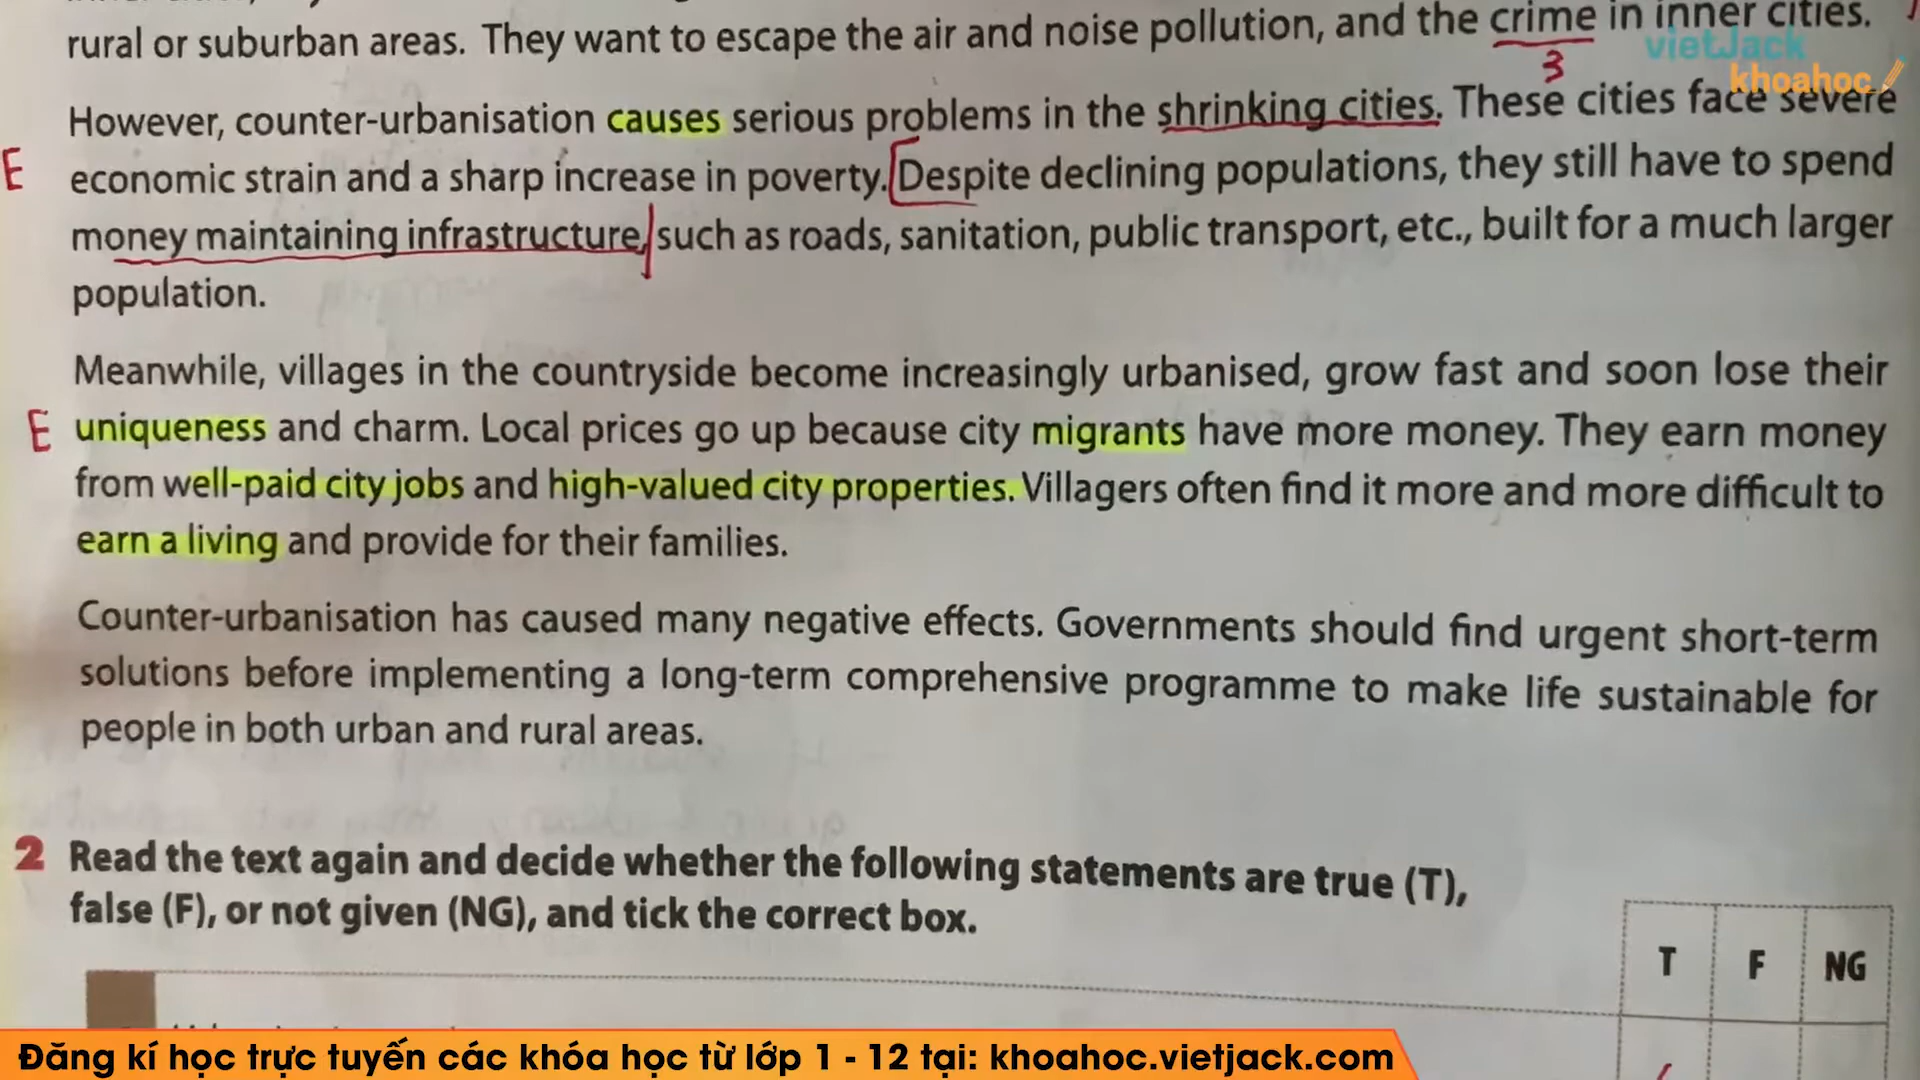 rural or suburban areas. They want to escape the air and noise pollution, and the crime in inner cities.
vietJack
3
khoahoc
However, counter-urbanisation causes serious problems in the shrinking cities. These cities face severe
E
economic strain and a sharp increase in poverty. Despite declining populations, they still have to spend
money maintaining infrastructure, such as roads, sanitation, public transport, etc., built for a much larger
population.
Meanwhile, villages in the countryside become increasingly urbanised, grow fast and soon lose their
E
uniqueness and charm. Local prices go up because city migrants have more money. They earn money
from well-paid city jobs and high-valued city properties. Villagers often find it more and more difficult to
earn a living and provide for their families.
Counter-urbanisation has caused many negative effects. Governments should find urgent short-term
solutions before implementing a long-term comprehensive programme to make life sustainable for
people in both urban and rural areas.
2 Read the text again and decide whether the following statements are true (T),
false (F), or not given (NG), and tick the correct box.
T F NG
Đăng kí học trực tuyến các khóa học từ lớp 1 - 12 tại: khoahoc.vietjack.com